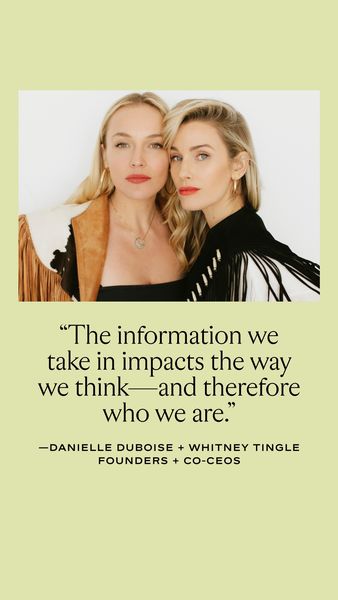 “The information we
take in impacts the way
we think—and therefore
who we are.”
—DANIELLE DUBOISE + WHITNEY TINGLE
FOUNDERS + CO-CEOS